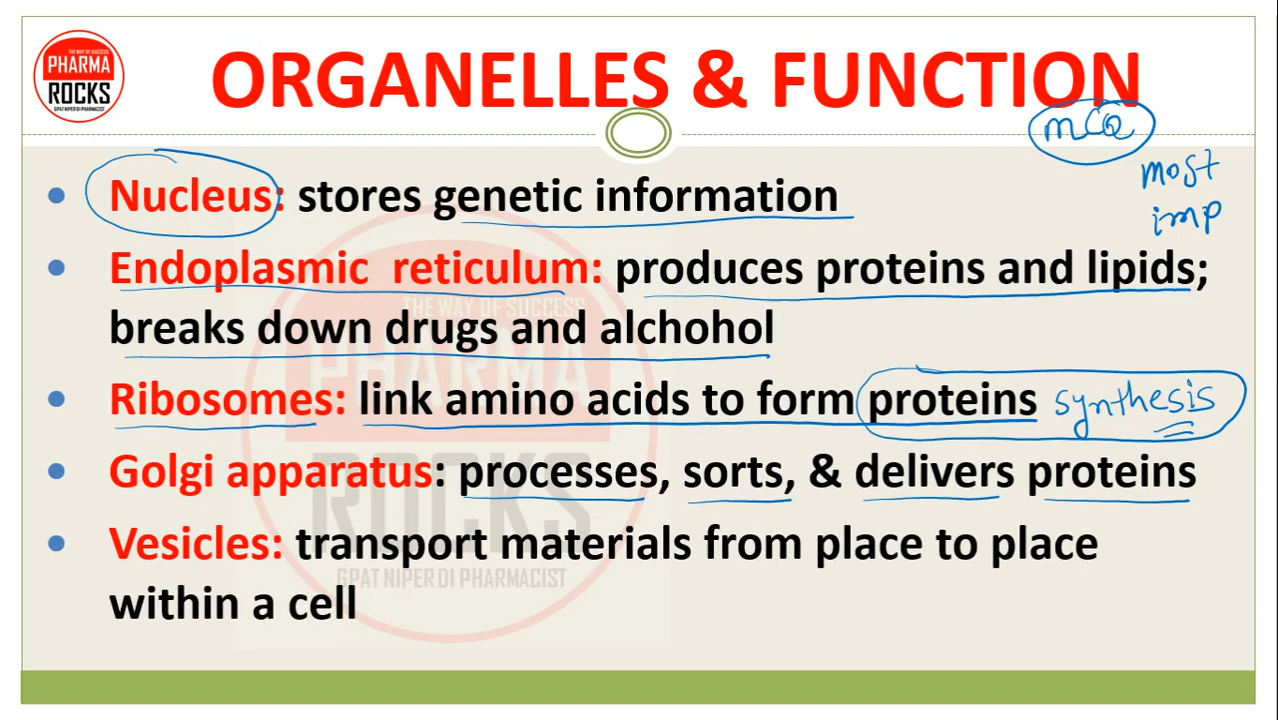 THE WAY OF SUCCESS
PHARMA
ROCKS
GPAT NIPER DI PHARMACIST
ORGANELLES & FUNCTION
mCQ
most
imp
• Nucleus: stores genetic information
• Endoplasmic reticulum: produces proteins and lipids;
breaks down drugs and alchohol
• Ribosomes: link amino acids to form proteins synthesis
• Golgi apparatus: processes, sorts, & delivers proteins
• Vesicles: transport materials from place to place
within a cell
THE WAY OF SUCCESS
PHARMA
ROCKS
GPAT NIPER DI PHARMACIST